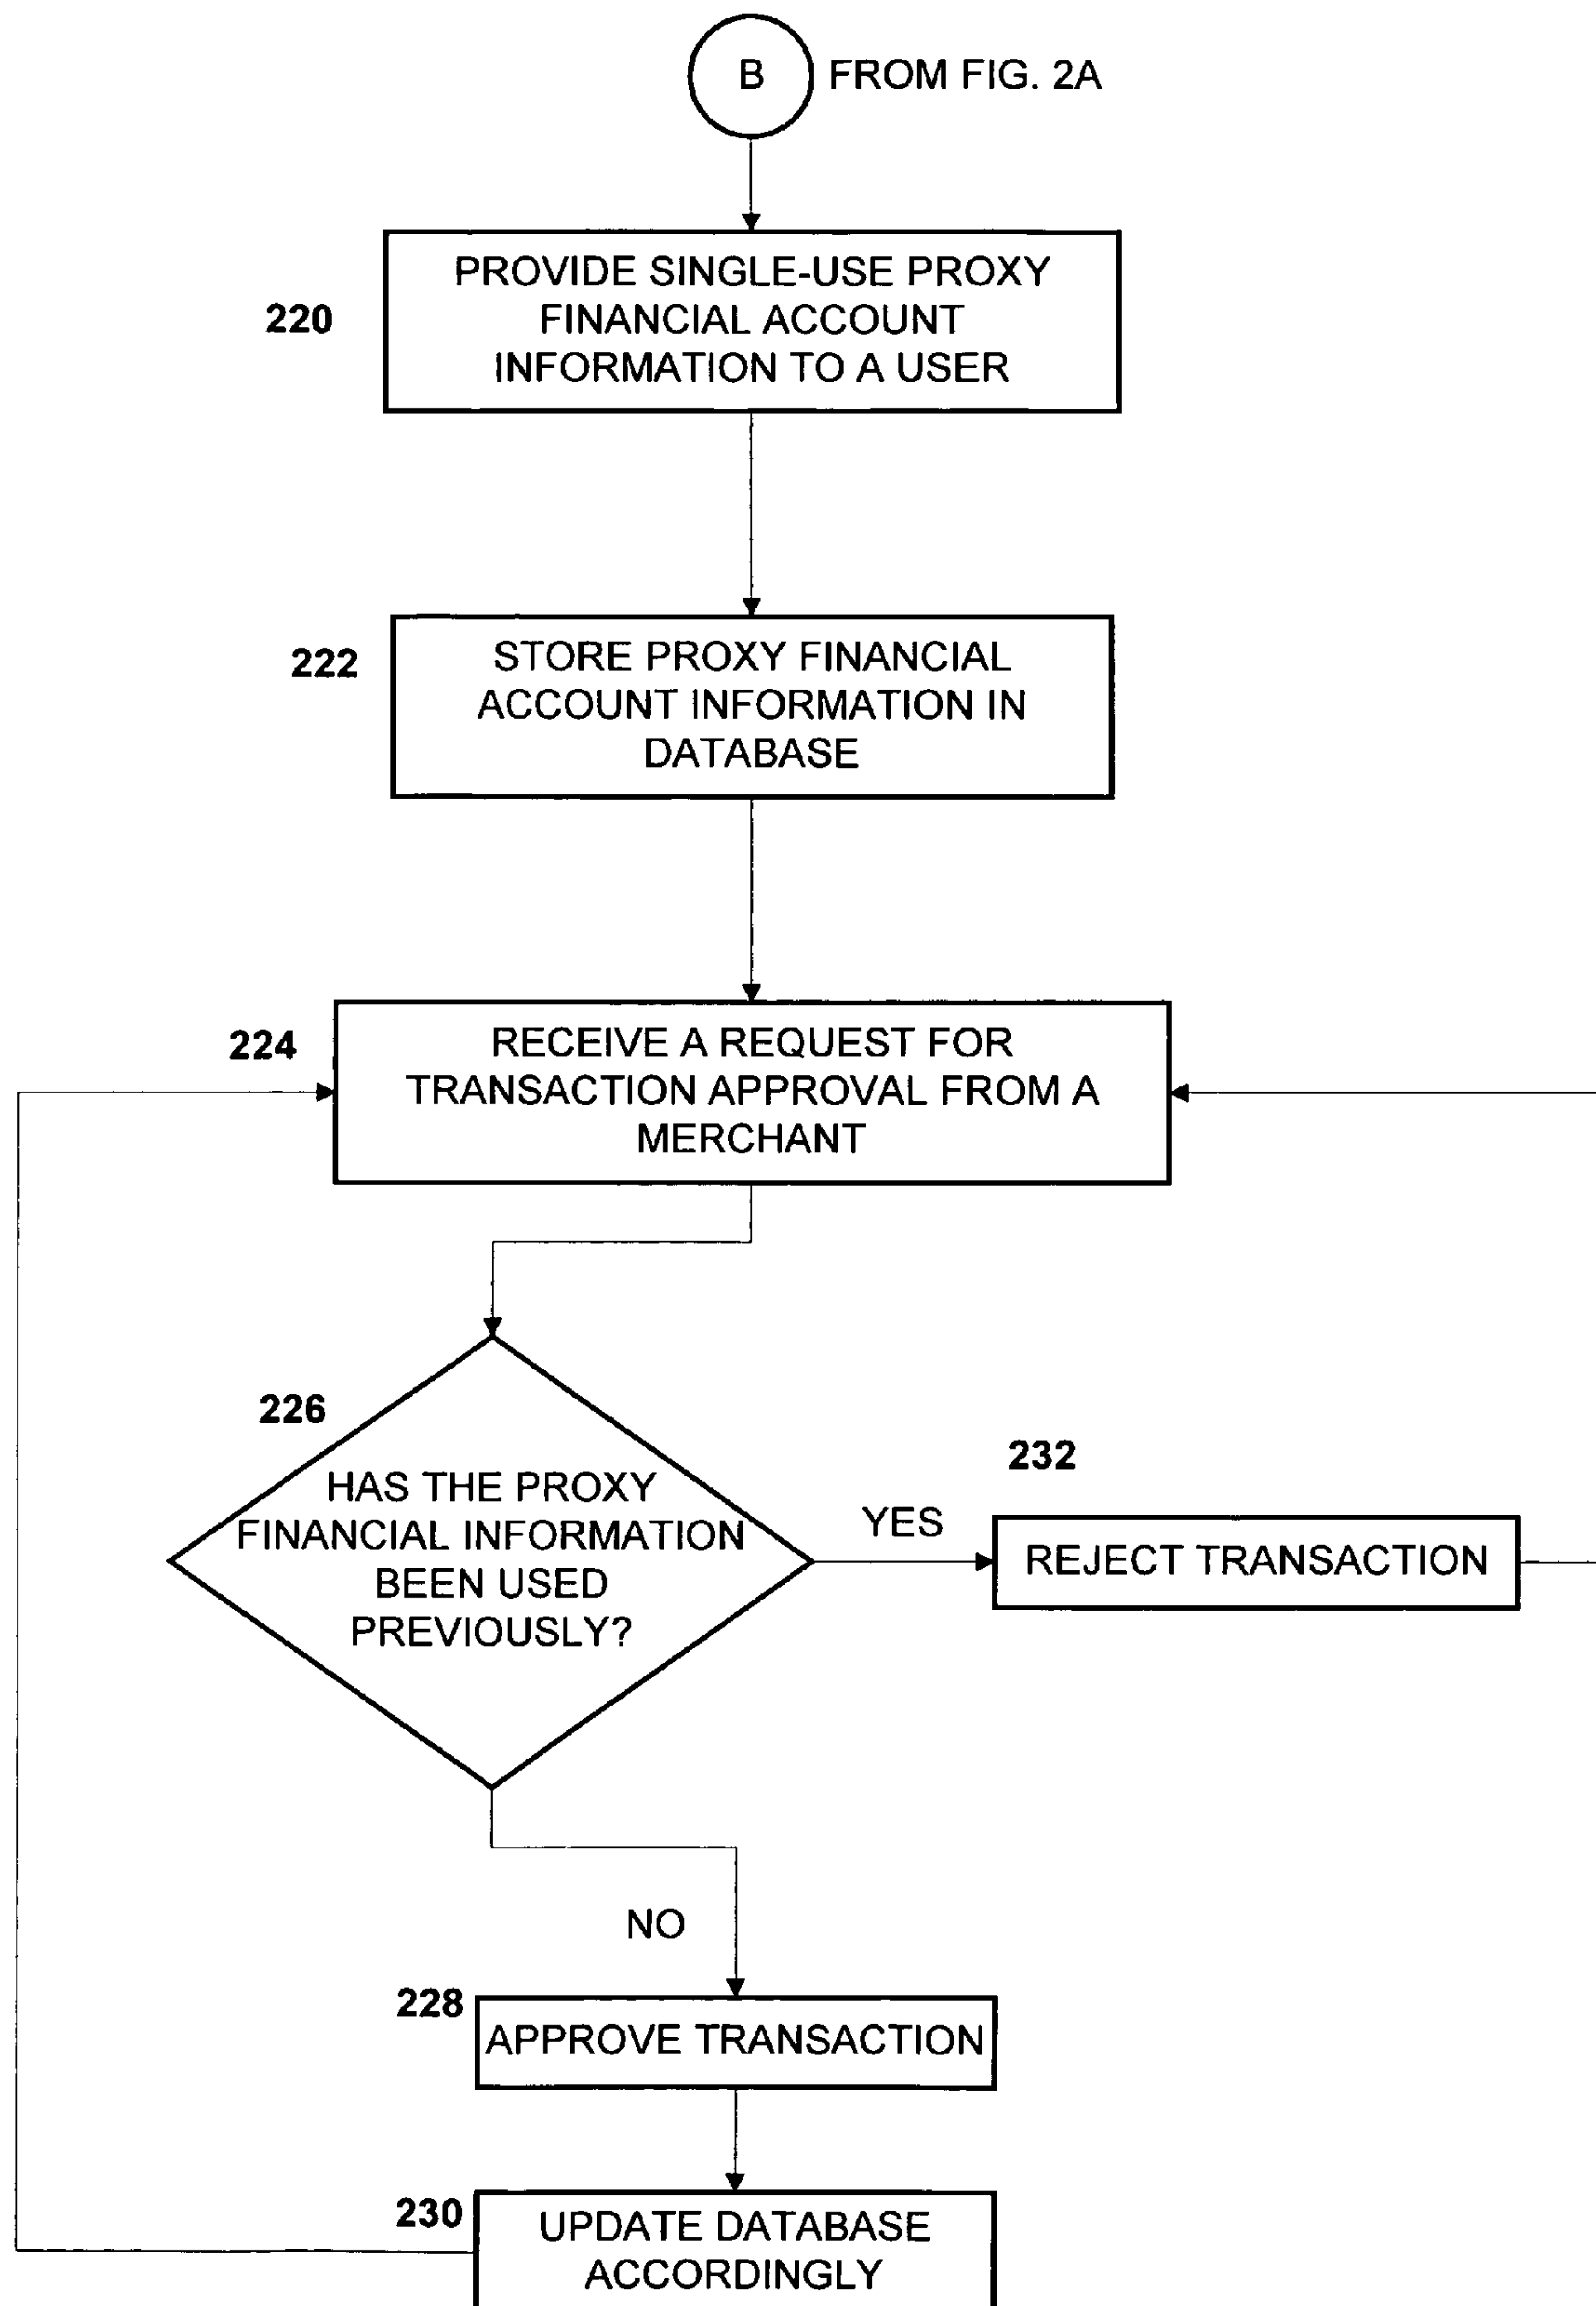 B FROM FIG. 2A
220
PROVIDE SINGLE-USE PROXY
FINANCIAL ACCOUNT
INFORMATION TO A USER
222
STORE PROXY FINANCIAL
ACCOUNT INFORMATION IN
DATABASE
224
RECEIVE A REQUEST FOR
TRANSACTION APPROVAL FROM A
MERCHANT
226
HAS THE PROXY
FINANCIAL INFORMATION
BEEN USED
PREVIOUSLY?
YES
232
REJECT TRANSACTION
NO
228
APPROVE TRANSACTION
230
UPDATE DATABASE
ACCORDINGLY